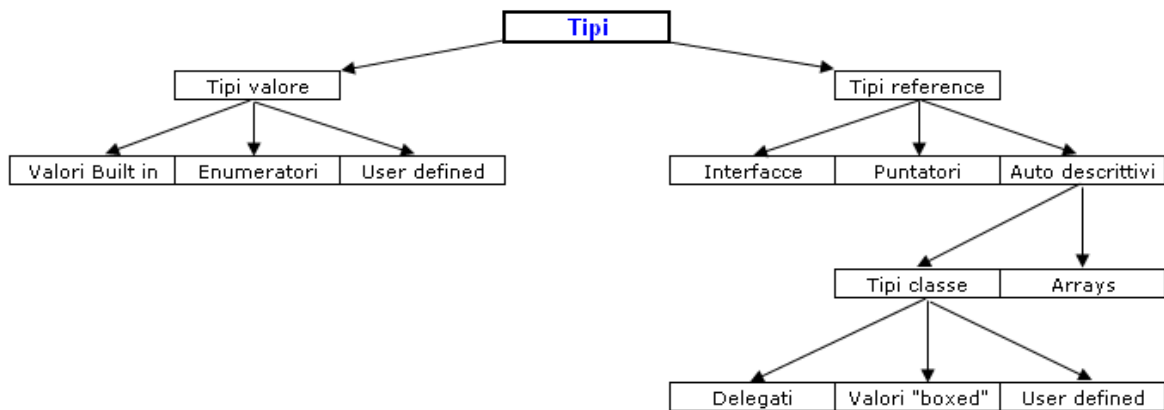 Tipi
Tipi valore
Tipi reference
Valori Built in
Enumeratori
User defined
Interfacce
Puntatori
Auto descrittivi
Tipi classe
Arrays
Delegati
Valori "boxed"
User defined